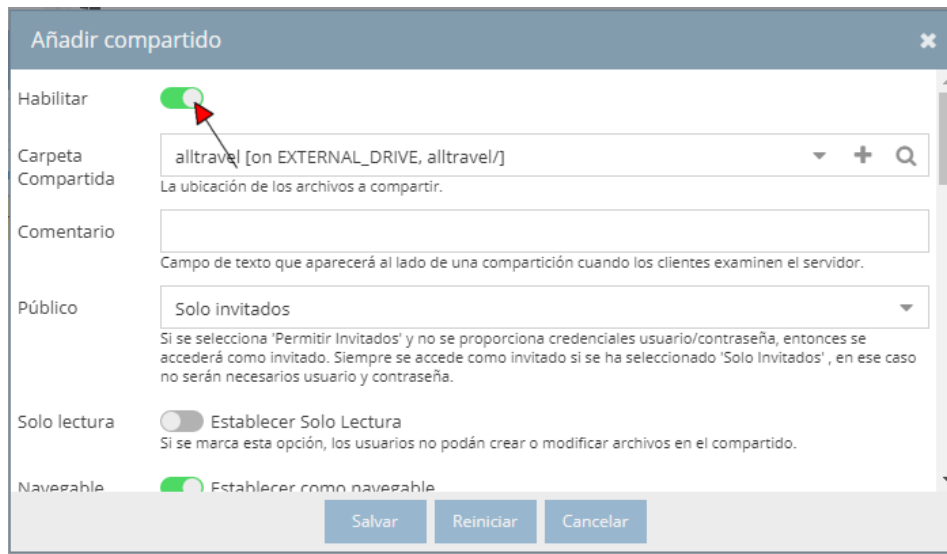 Añadir compartido
Habilitar
Carpeta
Compartida
alltravel [on EXTERNAL_DRIVE, alltravel/]
La ubicación de los archivos a compartir.
Comentario
Campo de texto que aparecerá al lado de una compartición cuando los clientes examinen el servidor.
Público
Solo invitados
Si se selecciona 'Permitir Invitados' y no se proporciona credenciales usuario/contraseña, entonces se
accederá como invitado. Siempre se accede como invitado si se ha seleccionado 'Solo Invitados' , en ese caso
no serán necesarios usuario y contraseña.
Solo lectura
Establecer Solo Lectura
Si se marca esta opción, los usuarios no podán crear o modificar archivos en el compartido.
Navegable
Establecer como navegable
Salvar
Reiniciar
Cancelar